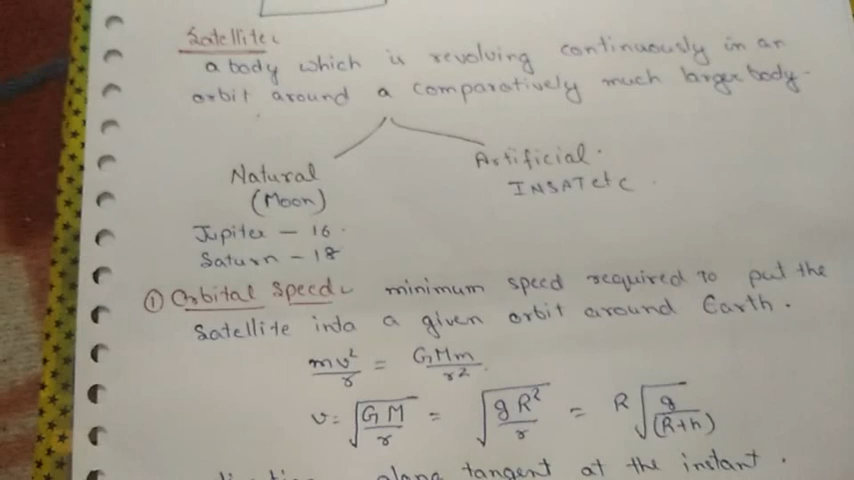 Satellite:
a body which is revolving continuously in an
orbit around a comparatively much larger body.
Natural
(Moon)
Artificial.
INSAT etc.
Jupiter – 16.
Saturn – 18
① Orbital Speed: minimum speed required to put the
Satellite into a given orbit around Earth.
mv²/r = GMm/r².
v = √(GM/r) = √(gR²/r) = R √(g/(R+h))
along tangent at the instant.